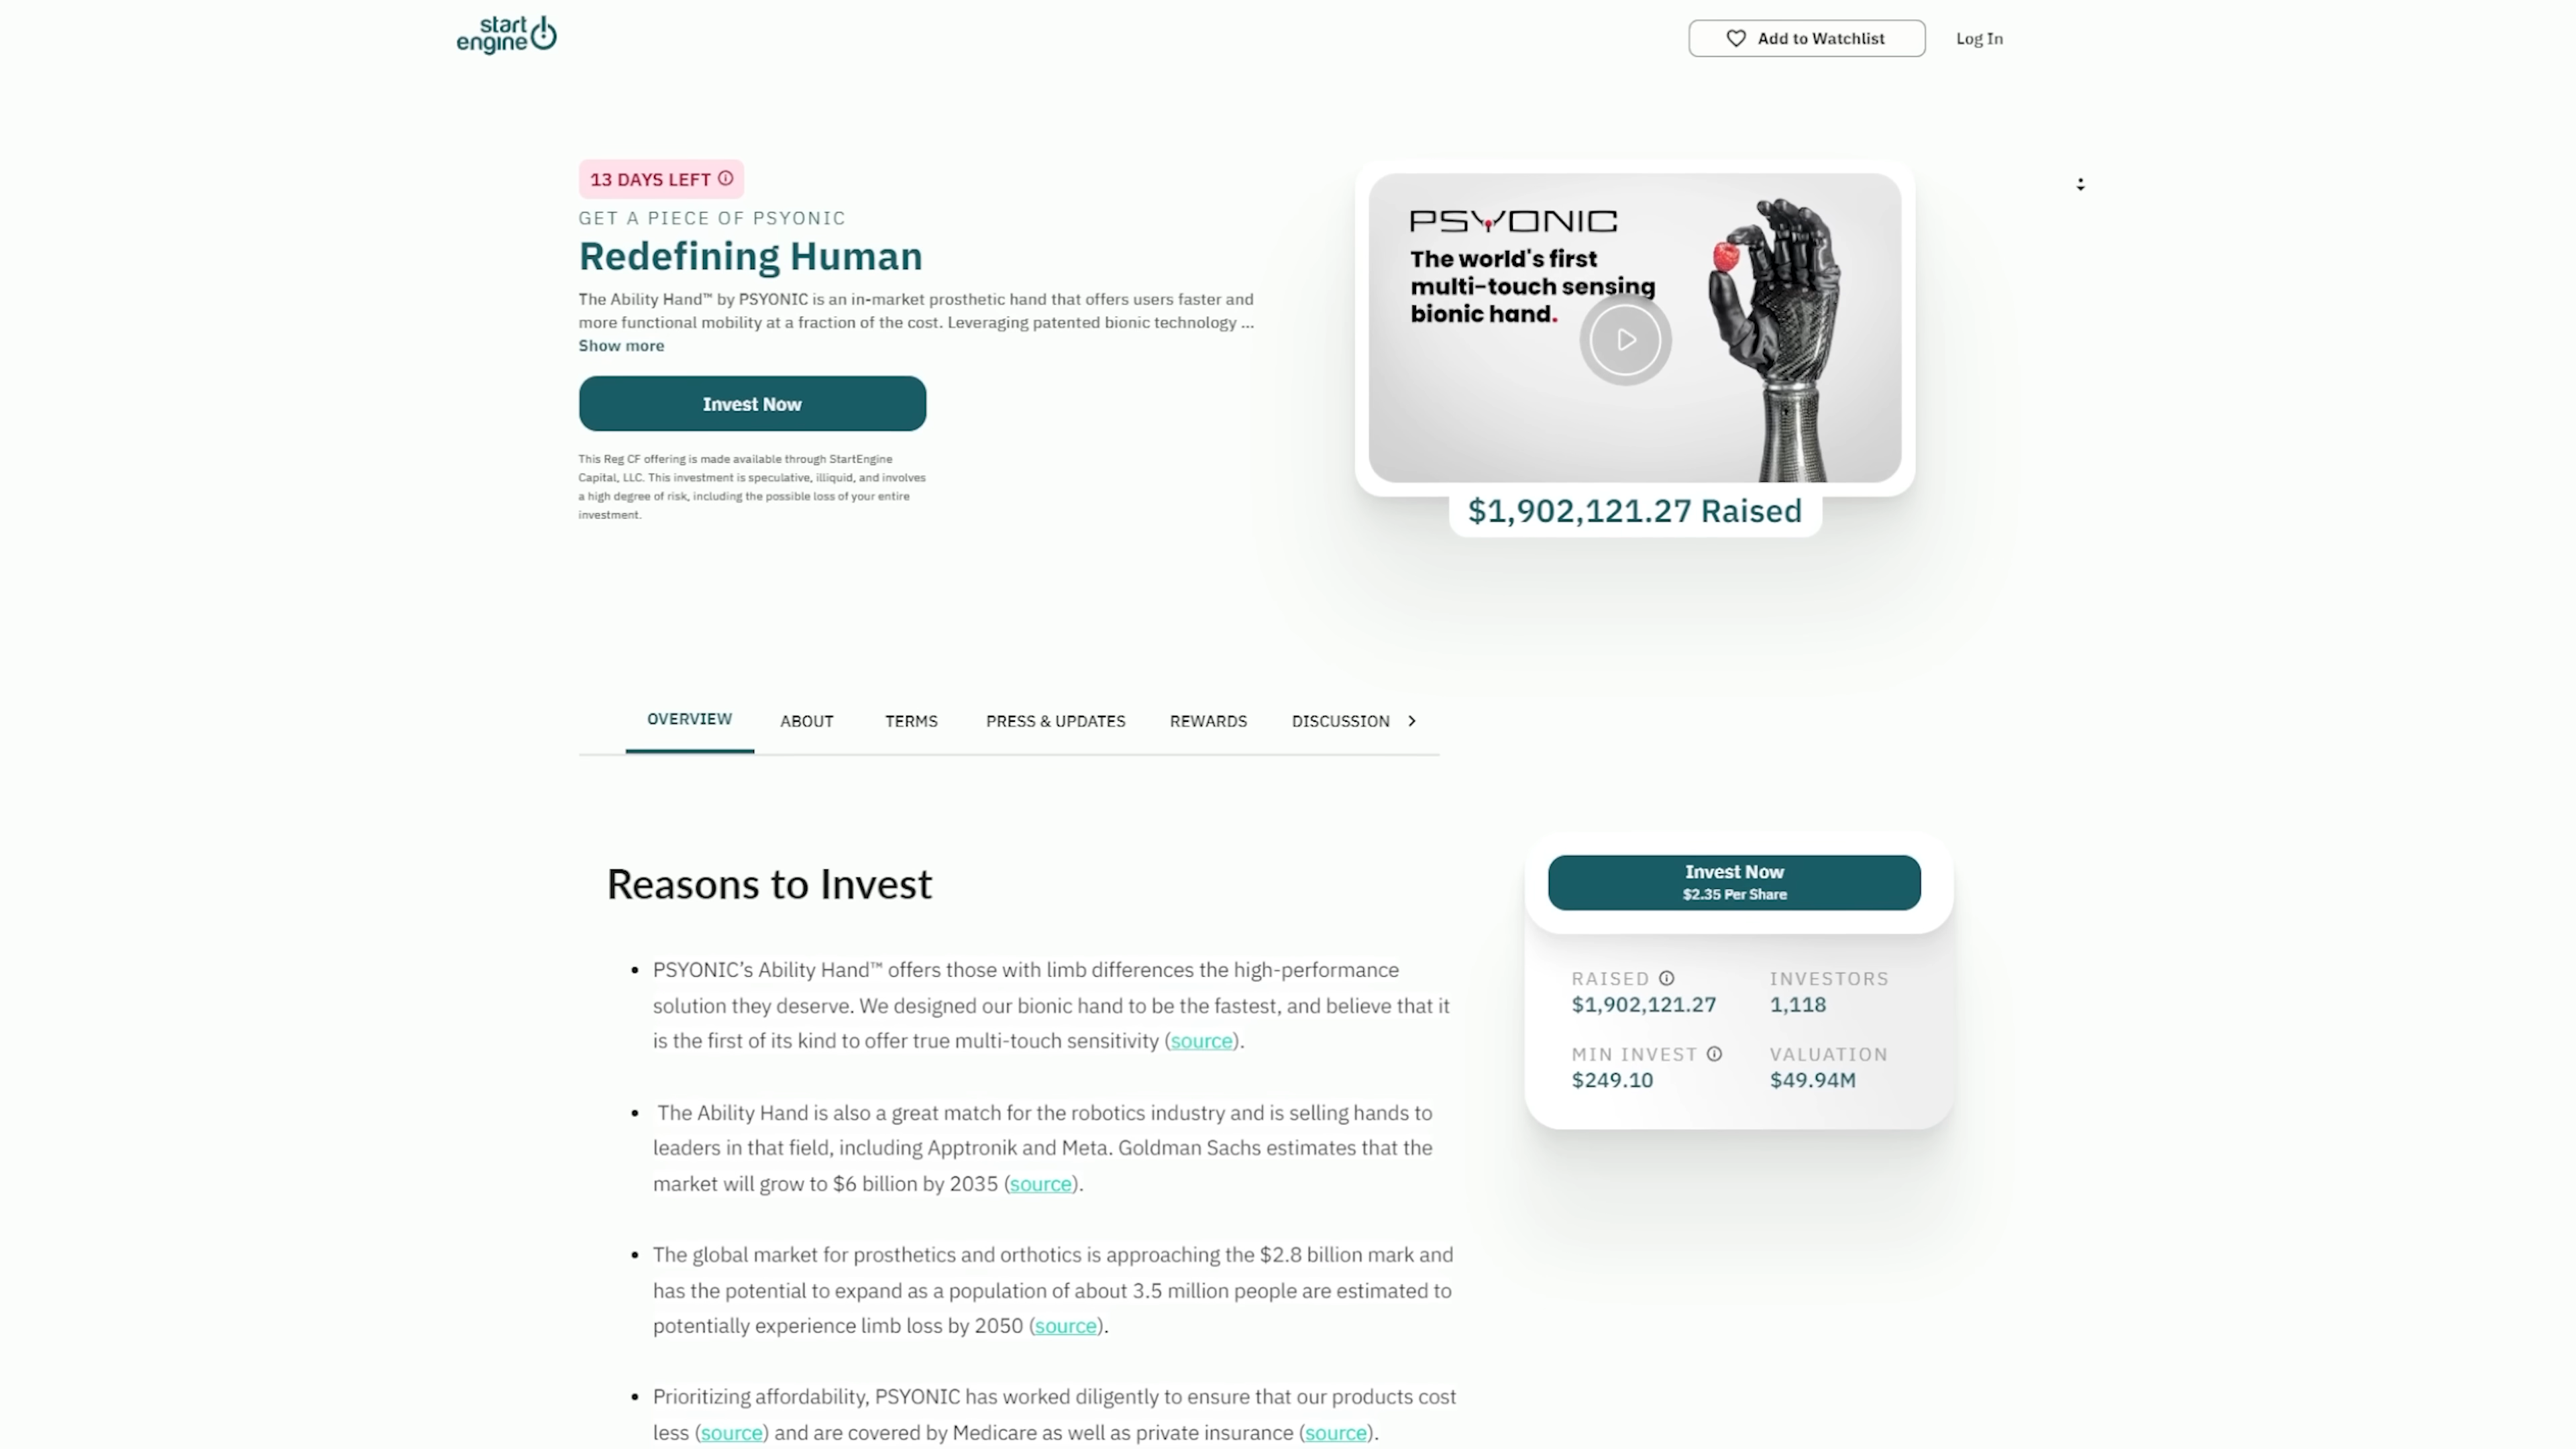 start
engine
Add to Watchlist
Log In
13 DAYS LEFT
GET A PIECE OF PSYONIC
Redefining Human
The Ability Hand™ by PSYONIC is an in-market prosthetic hand that offers users faster and
more functional mobility at a fraction of the cost. Leveraging patented bionic technology ...
Show more
Invest Now
This Reg CF offering is made available through StartEngine
Capital, LLC. This investment is speculative, illiquid, and involves
a high degree of risk, including the possible loss of your entire
investment.
PSYONIC
The world's first
multi-touch sensing
bionic hand.
$1,902,121.27 Raised
OVERVIEW
ABOUT
TERMS
PRESS & UPDATES
REWARDS
DISCUSSION
Reasons to Invest
• PSYONIC’s Ability Hand™ offers those with limb differences the high-performance
solution they deserve. We designed our bionic hand to be the fastest, and believe that it
is the first of its kind to offer true multi-touch sensitivity (source).
• The Ability Hand is also a great match for the robotics industry and is selling hands to
leaders in that field, including Apptronik and Meta. Goldman Sachs estimates that the
market will grow to $6 billion by 2035 (source).
• The global market for prosthetics and orthotics is approaching the $2.8 billion mark and
has the potential to expand as a population of about 3.5 million people are estimated to
potentially experience limb loss by 2050 (source).
• Prioritizing affordability, PSYONIC has worked diligently to ensure that our products cost
less (source) and are covered by Medicare as well as private insurance (source).
Invest Now
$2.35 Per Share
RAISED
$1,902,121.27
INVESTORS
1,118
MIN INVEST
$249.10
VALUATION
$49.94M